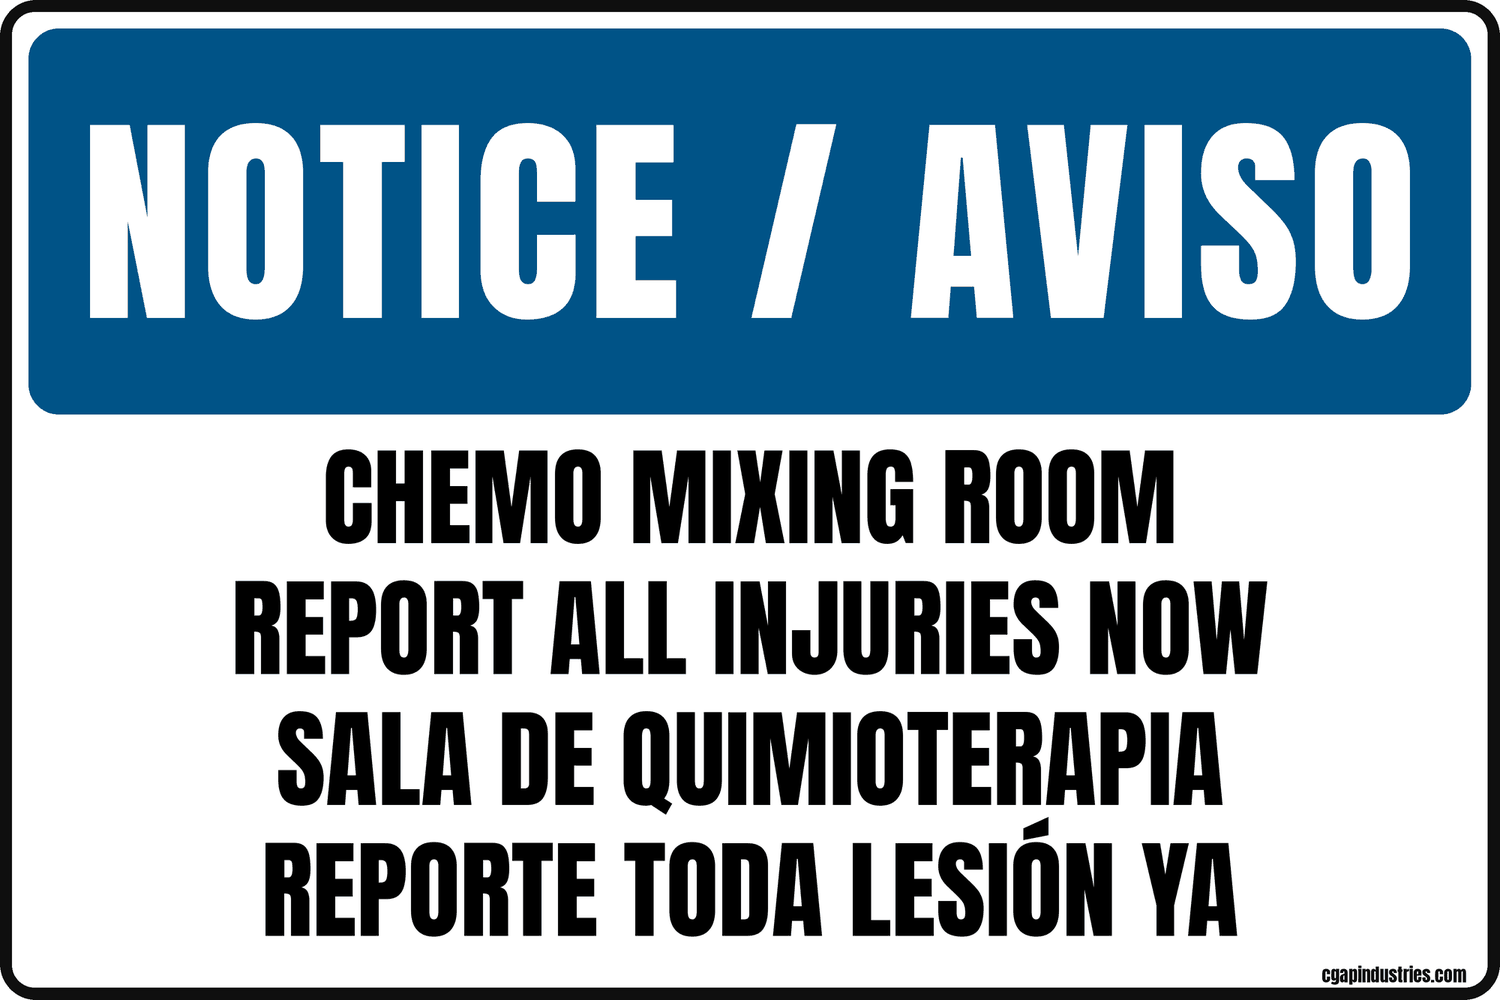 NOTICE / AVISO
CHEMO MIXING ROOM
REPORT ALL INJURIES NOW
SALA DE QUIMIOTERAPIA
REPORTE TODA LESIÓN YA
cgapindustries.com